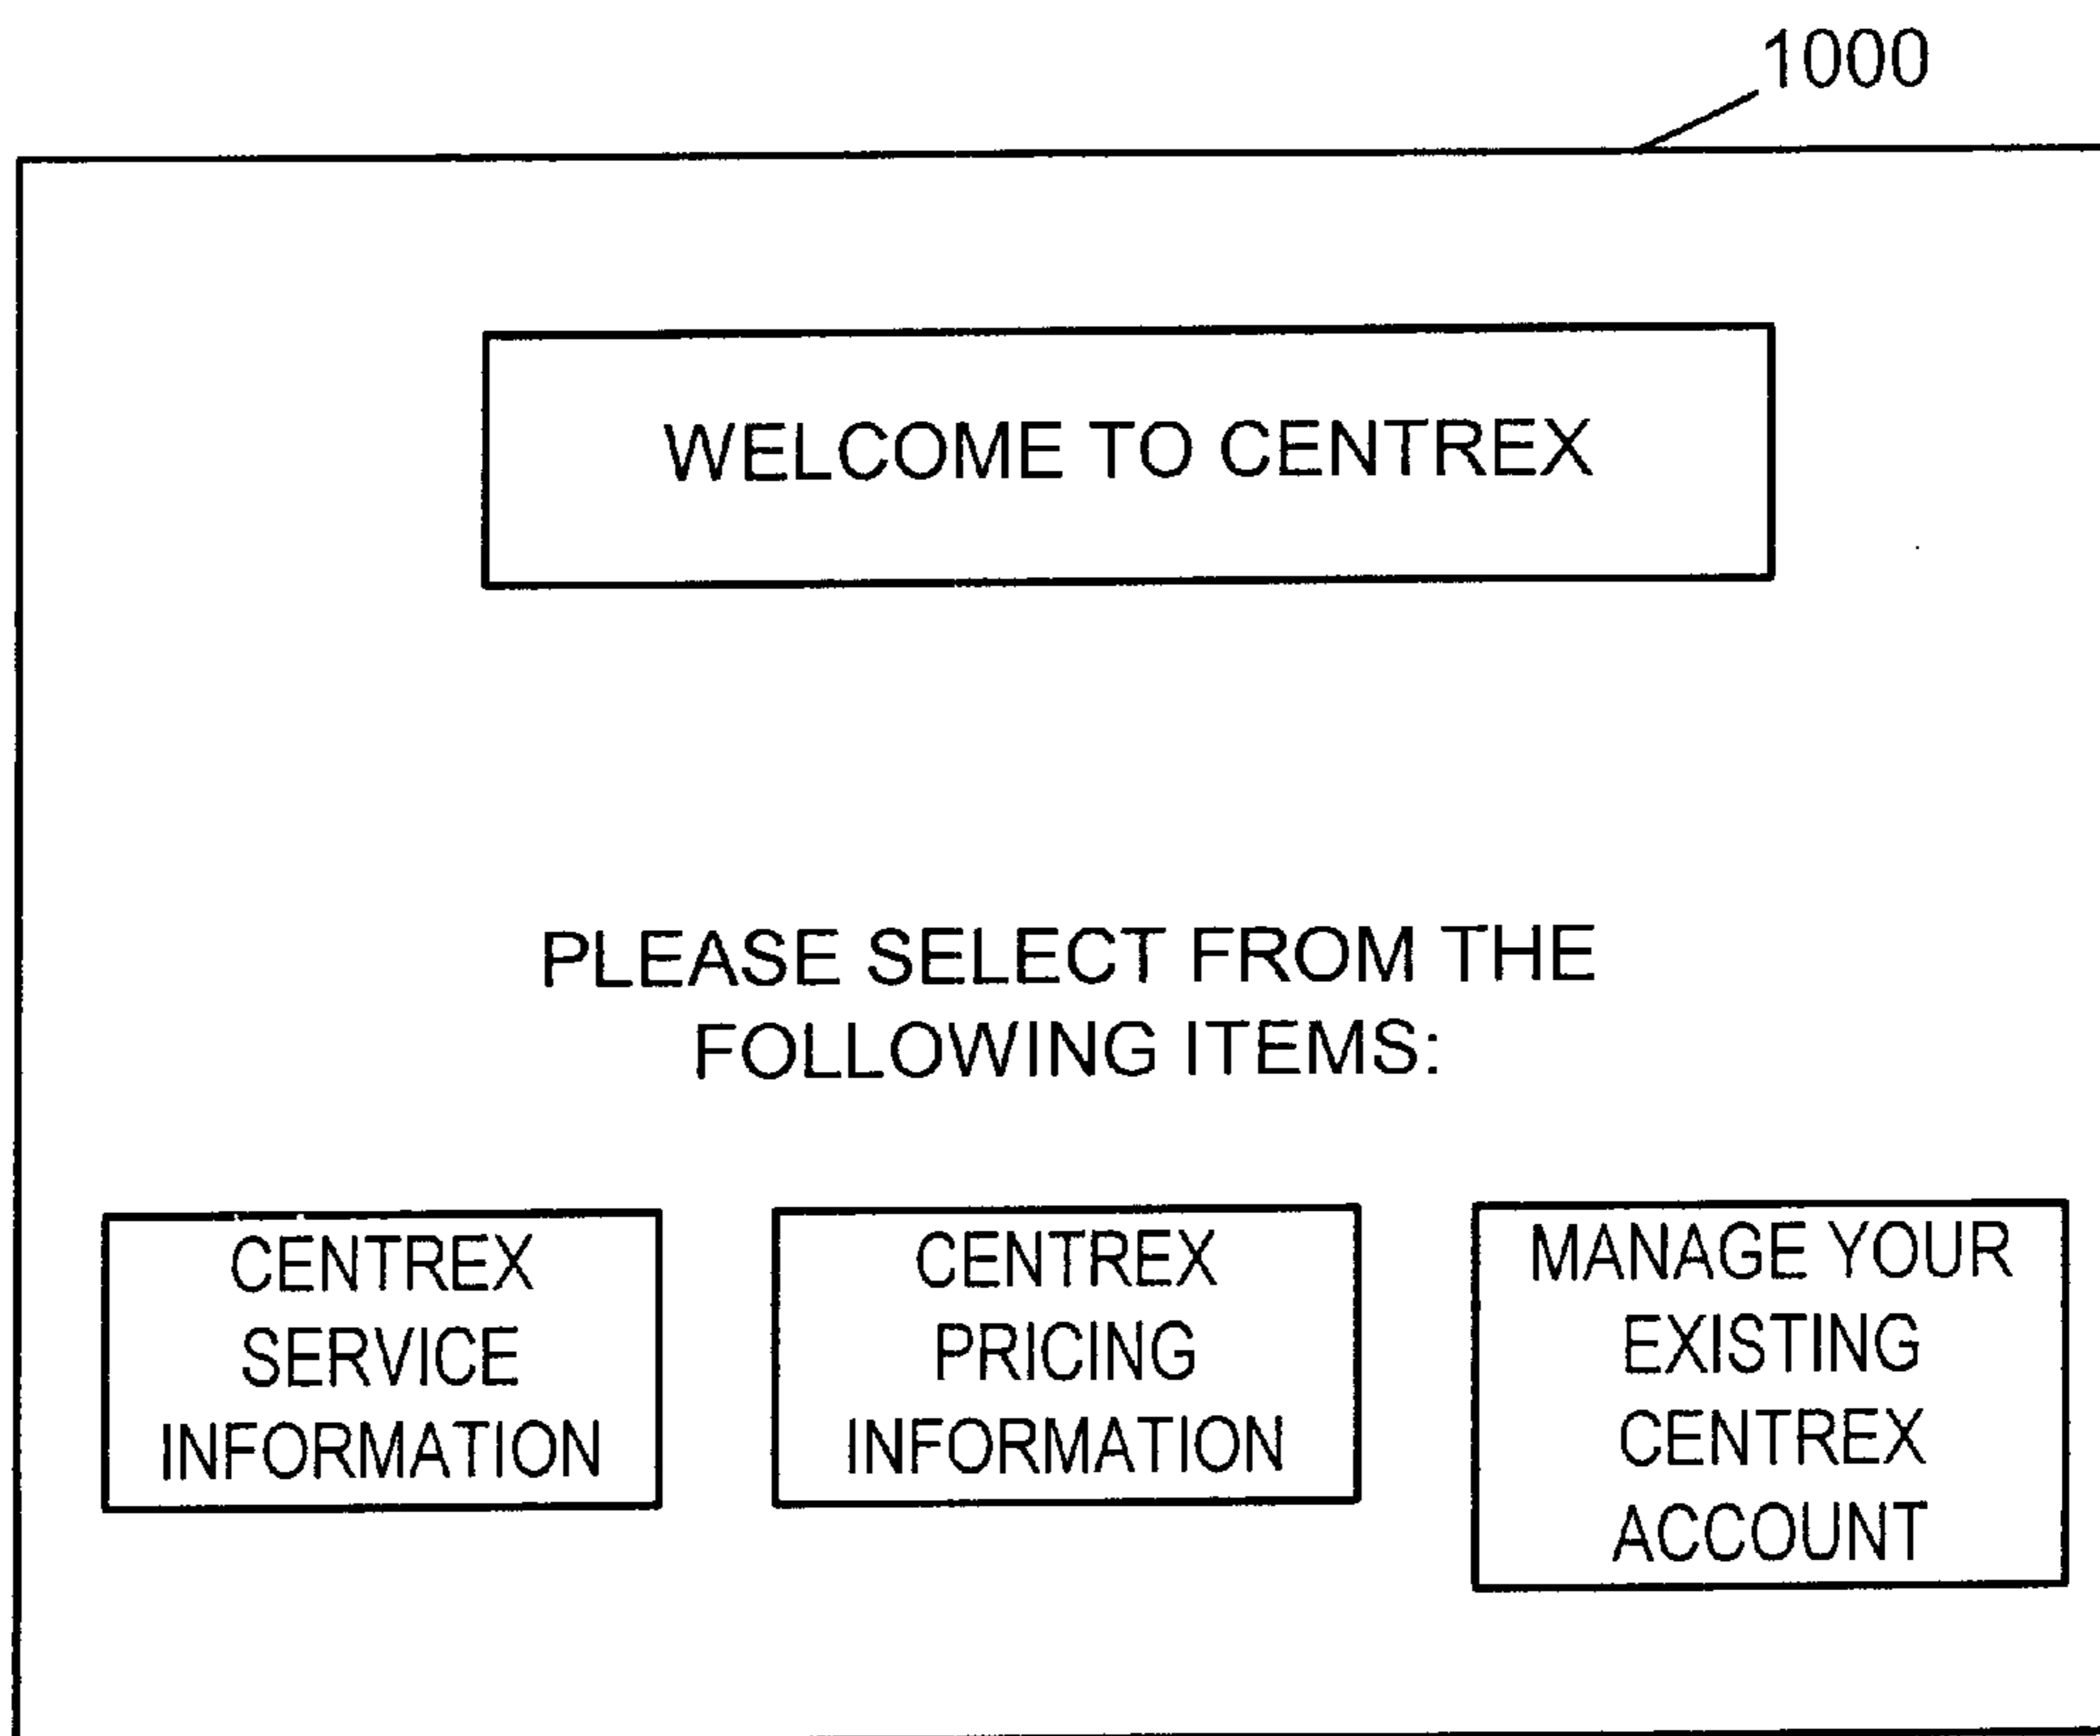 1000
WELCOME TO CENTREX
PLEASE SELECT FROM THE
FOLLOWING ITEMS:
CENTREX
SERVICE
INFORMATION
CENTREX
PRICING
INFORMATION
MANAGE YOUR
EXISTING
CENTREX
ACCOUNT